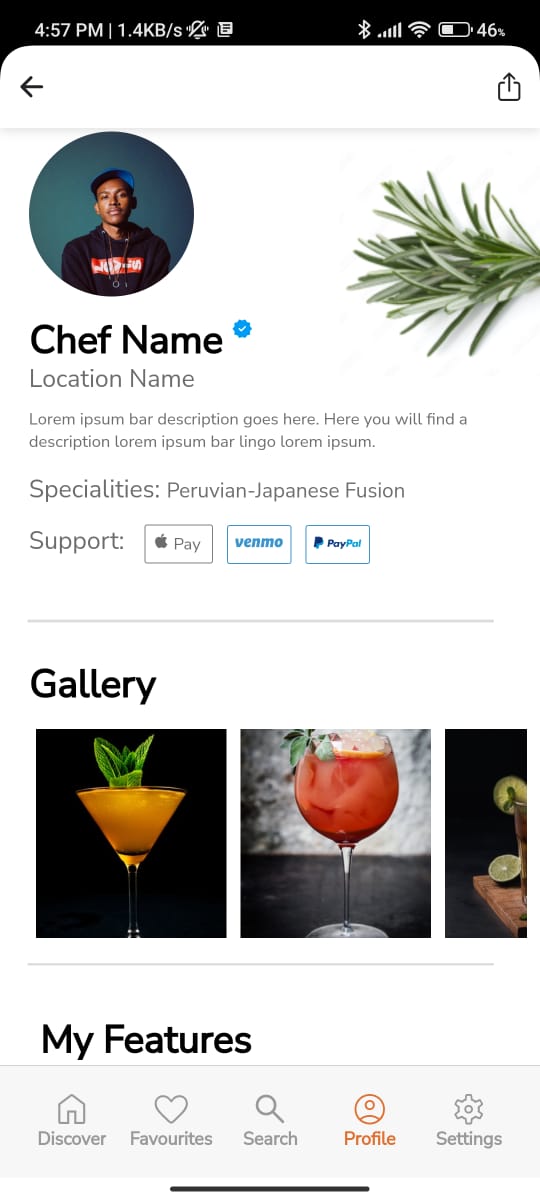 4:57 PM | 1.4KB/s 46%
Chef Name
Location Name
Lorem ipsum bar description goes here. Here you will find a
description lorem ipsum bar lingo lorem ipsum.
Specialities: Peruvian-Japanese Fusion
Support: Pay venmo PayPal
Gallery
My Features
Discover Favourites Search Profile Settings